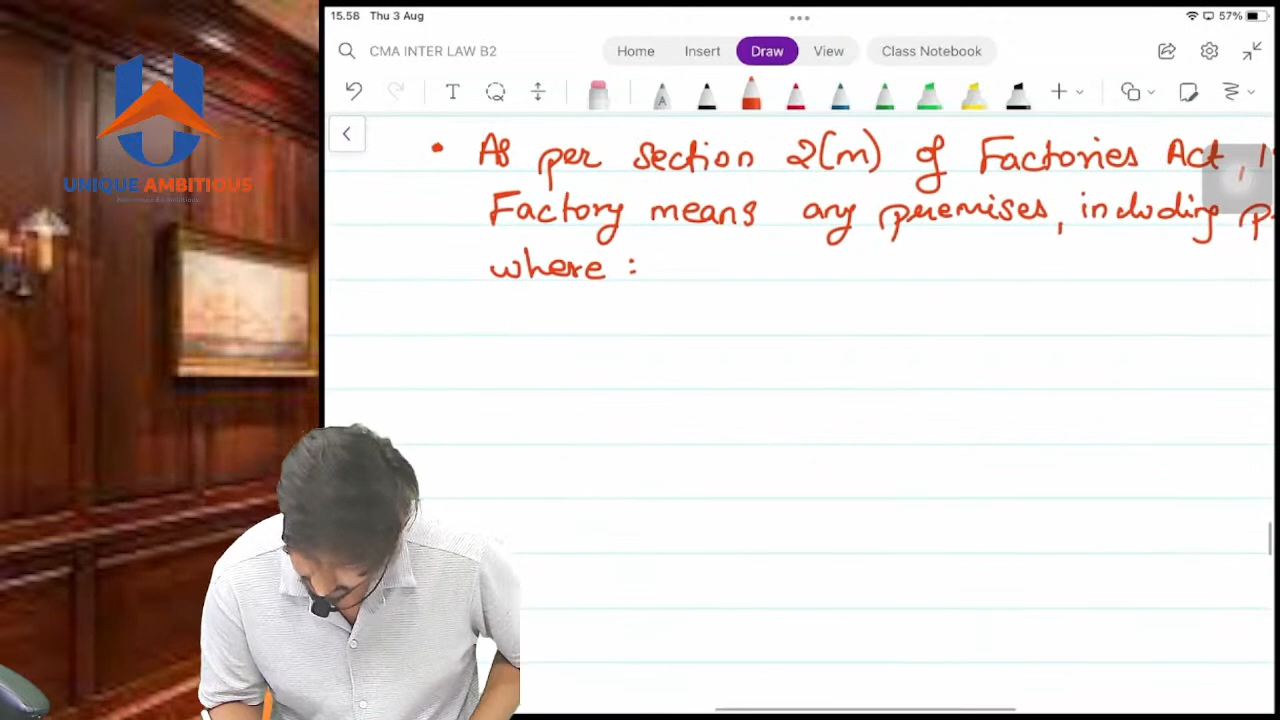 15.58 Thu 3 Aug
57%
CMA INTER LAW B2
Home Insert Draw View Class Notebook
UNIQUE AMBITIOUS
• As per section 2(m) of Factories Act 1
Factory means any premises, including p
where :